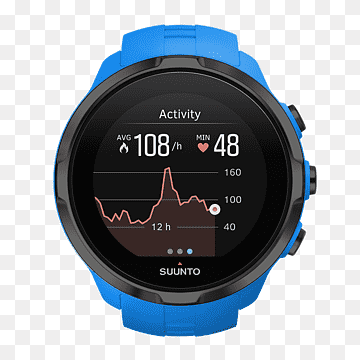 Activity
AVG 108/h MIN 48
160
100
12 h 40
SUUNTO